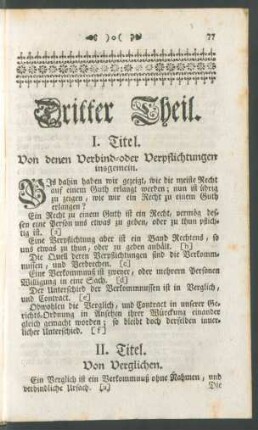 )o( 77
Dritter Theil.
I. Titel.
Von denen Verbind- oder Verpflichtungen
insgemein.
Bis dahin haben wir gezeigt, wie die meiste Recht
auf einem Guth erlangt werden; nun ist übrig
zu zeigen, wie wir ein Recht zu einem Guth
erlangen?
Ein Recht zu einem Guth ist ein Recht, vermög des-
sen eine Person uns etwas zu geben, oder zu thun pflich-
tig ist. [a]
Eine Verpflichtung aber ist ein Band Rechtens, so
uns etwas zu thun, oder zu geben anhält. [b]
Die Quell deren Verpflichtungen sind die Verkomm-
nussen, und Verbrechen. [c]
Eine Verkommnuß ist zweyer, oder mehreren Personen
Willigung in eine Sach. [d]
Der Unterschied der Verkommnussen ist in Verglich,
und Contract. [e]
Obwohlen die Verglich, und Contract in unserer Ge-
richts-Ordnung in Ansehen ihrer Würckung einander
gleich gemacht worden; so bleibt doch derselben inner-
licher Unterschied. [f]
II. Titel.
Von Verglichen.
Ein Verglich ist ein Verkommnuß ohne Nahmen, und
verbindliche Ursach. [a] Die